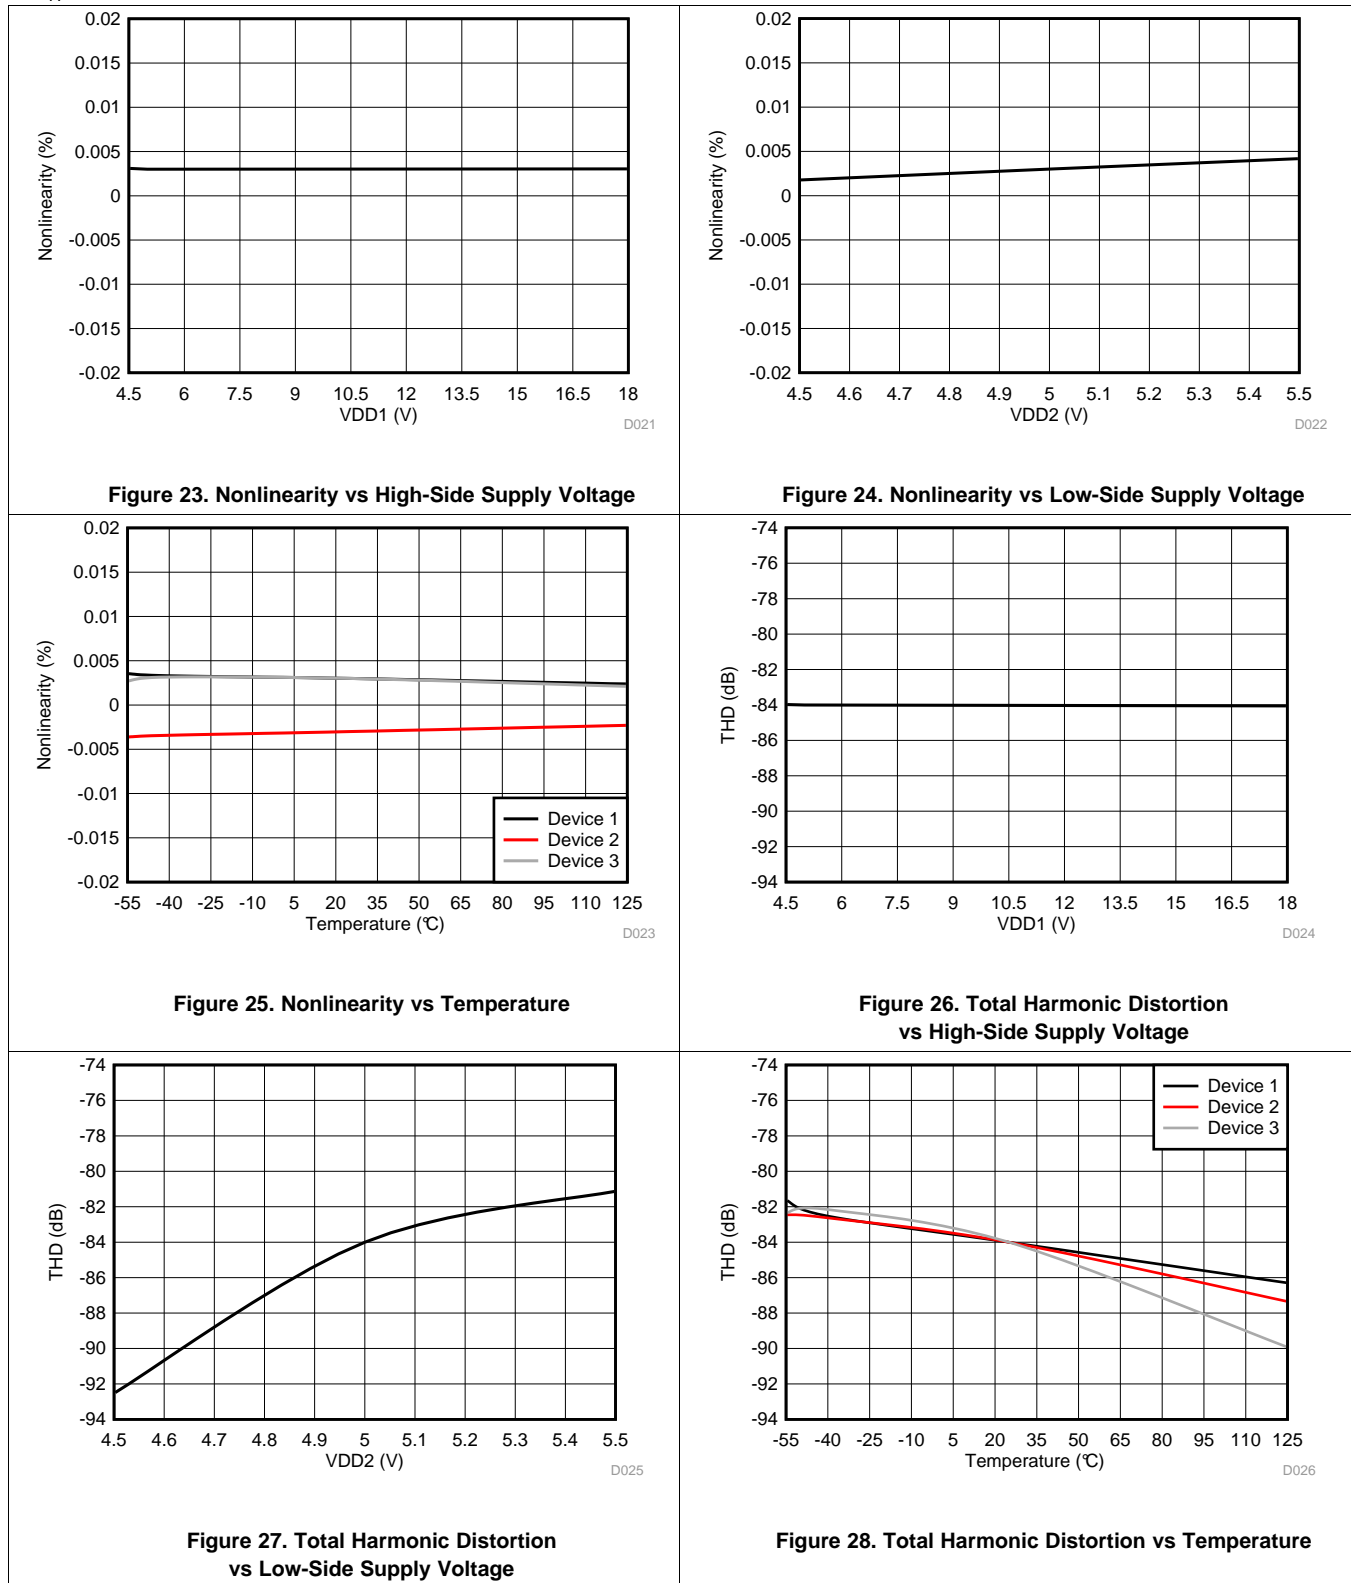 0.02
0.015
0.01
0.005
0
-0.005
-0.01
-0.015
-0.02
Nonlinearity (%)
4.5 6 7.5 9 10.5 12 13.5 15 16.5 18
VDD1 (V)
D021
Figure 23. Nonlinearity vs High-Side Supply Voltage
0.02
0.015
0.01
0.005
0
-0.005
-0.01
-0.015
-0.02
Nonlinearity (%)
4.5 4.6 4.7 4.8 4.9 5 5.1 5.2 5.3 5.4 5.5
VDD2 (V)
D022
Figure 24. Nonlinearity vs Low-Side Supply Voltage
0.02
0.015
0.01
0.005
0
-0.005
-0.01
-0.015
-0.02
Nonlinearity (%)
Device 1
Device 2
Device 3
-55 -40 -25 -10 5 20 35 50 65 80 95 110 125
Temperature (°C)
D023
Figure 25. Nonlinearity vs Temperature
-74
-76
-78
-80
-82
-84
-86
-88
-90
-92
-94
THD (dB)
4.5 6 7.5 9 10.5 12 13.5 15 16.5 18
VDD1 (V)
D024
Figure 26. Total Harmonic Distortion
vs High-Side Supply Voltage
-74
-76
-78
-80
-82
-84
-86
-88
-90
-92
-94
THD (dB)
4.5 4.6 4.7 4.8 4.9 5 5.1 5.2 5.3 5.4 5.5
VDD2 (V)
D025
Figure 27. Total Harmonic Distortion
vs Low-Side Supply Voltage
-74
-76
-78
-80
-82
-84
-86
-88
-90
-92
-94
THD (dB)
Device 1
Device 2
Device 3
-55 -40 -25 -10 5 20 35 50 65 80 95 110 125
Temperature (°C)
D026
Figure 28. Total Harmonic Distortion vs Temperature